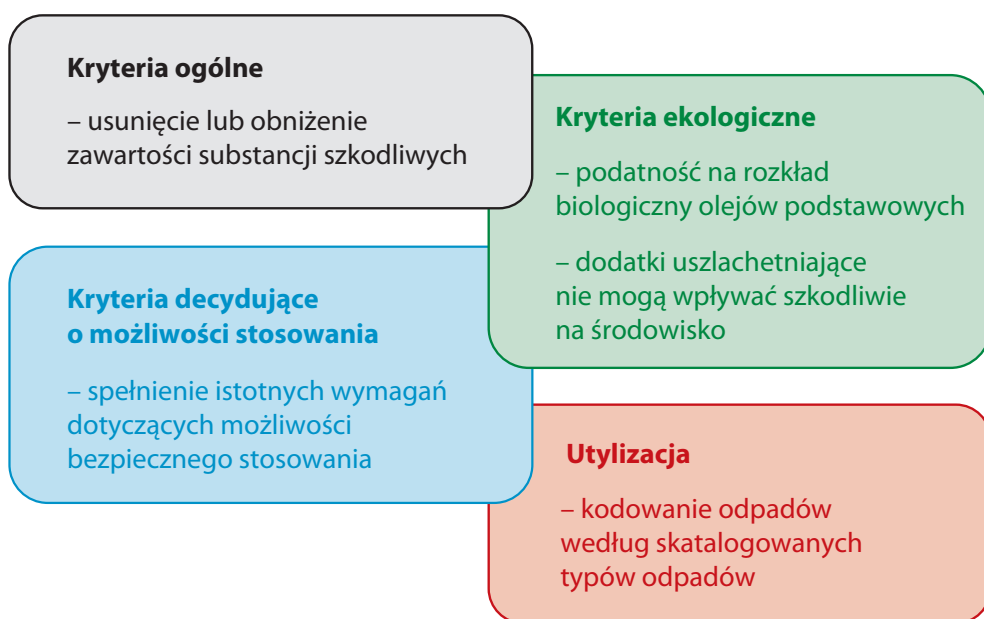 Kryteria ogólne
– usunięcie lub obniżenie
zawartości substancji szkodliwych
Kryteria ekologiczne
– podatność na rozkład
biologiczny olejów podstawowych
– dodatki uszlachetniające
nie mogą wpływać szkodliwie
na środowisko
Kryteria decydujące
o możliwości stosowania
– spełnienie istotnych wymagań
dotyczących możliwości
bezpiecznego stosowania
Utylizacja
– kodowanie odpadów
według skatalogowanych
typów odpadów